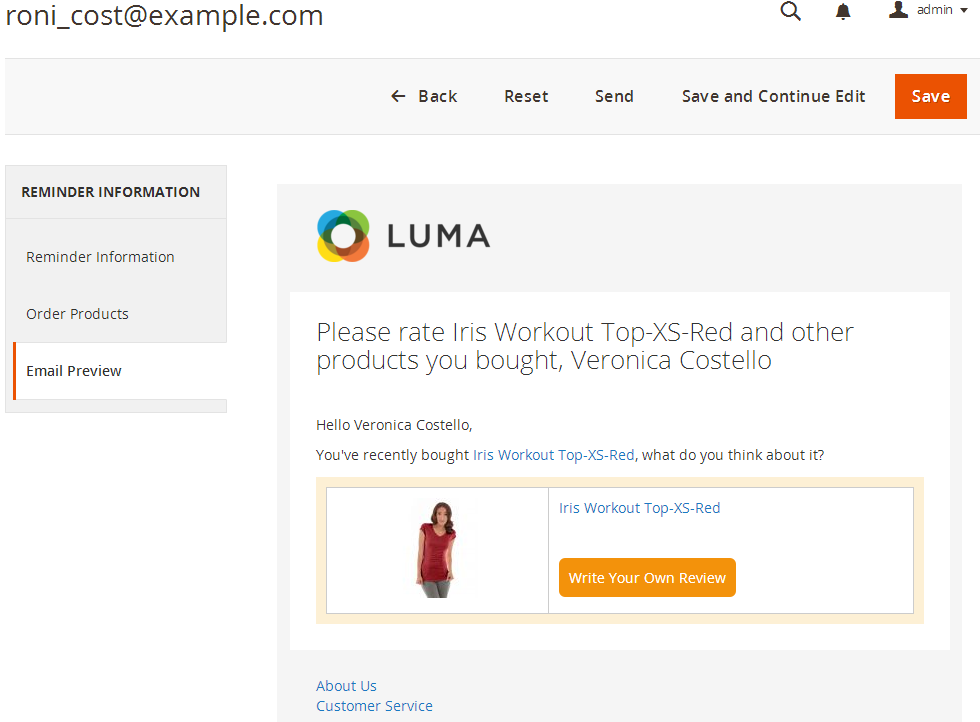 roni_cost@example.com
admin
Back
Reset
Send
Save and Continue Edit
Save
REMINDER INFORMATION
Reminder Information
Order Products
Email Preview
LUMA
Please rate Iris Workout Top-XS-Red and other
products you bought, Veronica Costello
Hello Veronica Costello,
You've recently bought Iris Workout Top-XS-Red, what do you think about it?
Iris Workout Top-XS-Red
Write Your Own Review
About Us
Customer Service